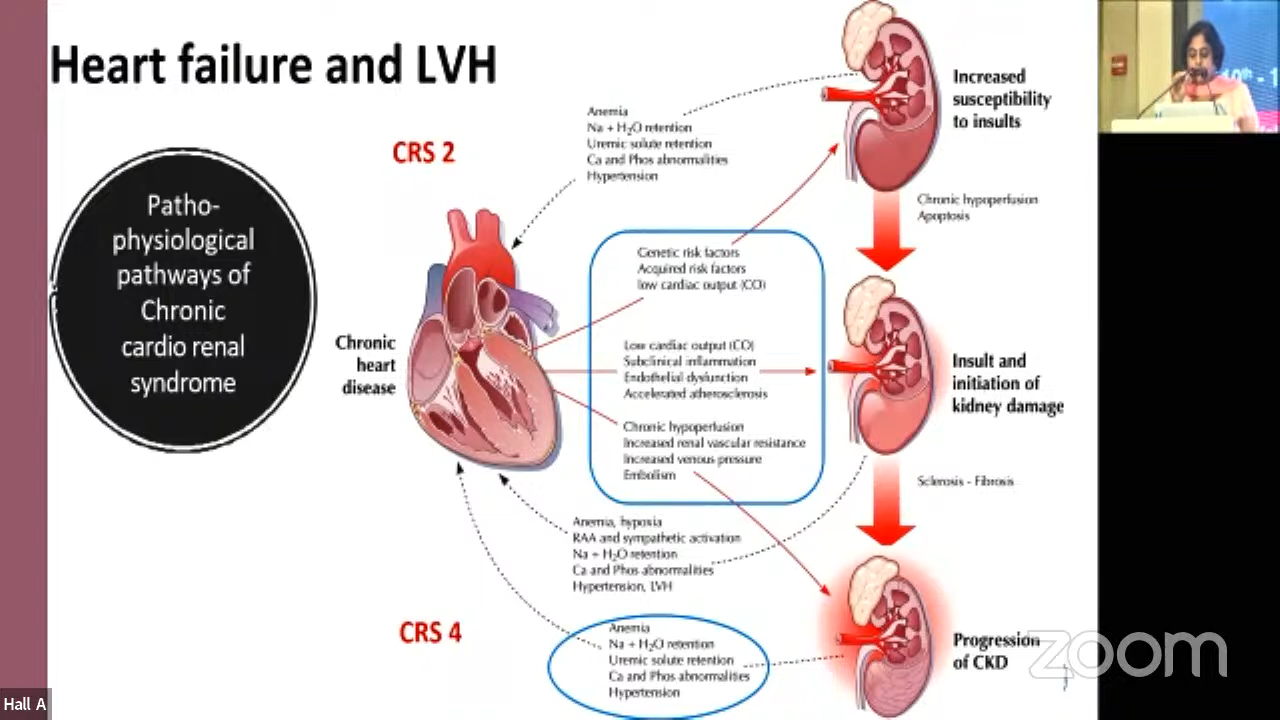 Heart failure and LVH
Patho-
physiological
pathways of
Chronic
cardio renal
syndrome
CRS 2
Anemia
Na + H₂O retention
Uremic solute retention
Ca and Phos abnormalities
Hypertension
Increased
susceptibility
to insults
Chronic hypoperfusion
Apoptosis
Genetic risk factors
Acquired risk factors
low cardiac output (CO)
Chronic
heart
disease
Low cardiac output (CO)
Subclinical inflammation
Endothelial dysfunction
Accelerated atherosclerosis
Insult and
initiation of
kidney damage
Chronic hypoperfusion
Increased renal vascular resistance
Increased venous pressure
Embolism
Sclerosis - Fibrosis
Anemia, hypoxia
RAA and sympathetic activation
Na + H₂O retention
Ca and Phos abnormalities
Hypertension, LVH
CRS 4
Anemia
Na + H₂O retention
Uremic solute retention
Ca and Phos abnormalities
Hypertension
Progression
of CKD
zoom
Hall A